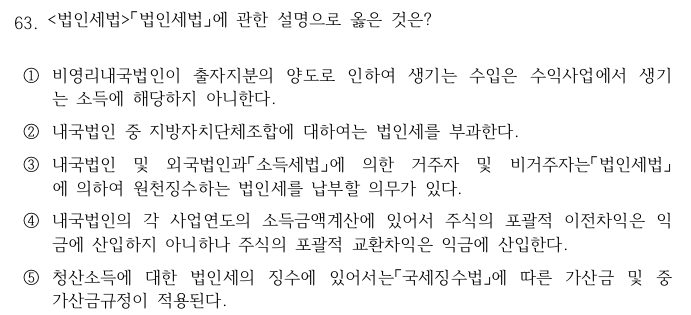 63. <법인세법>「법인세법」에 관한 설명으로 옳은 것은?
① 비영리내국법인이 출자지분의 양도로 인하여 생기는 수입은 수익사업에서 생기
는 소득에 해당하지 아니한다.
② 내국법인 중 지방자치단체조합에 대하여는 법인세를 부과한다.
③ 내국법인 및 외국법인과「소득세법」에 의한 거주자 및 비거주자는「법인세법」
에 의하여 원천징수하는 법인세를 납부할 의무가 있다.
④ 내국법인의 각 사업연도의 소득금액계산에 있어서 주식의 포괄적 이전차익은 익
금에 산입하지 아니하나 주식의 포괄적 교환차익은 익금에 산입한다.
⑤ 청산소득에 대한 법인세의 징수에 있어서는「국세징수법」에 따른 가산금 및 중
가산금규정이 적용된다.